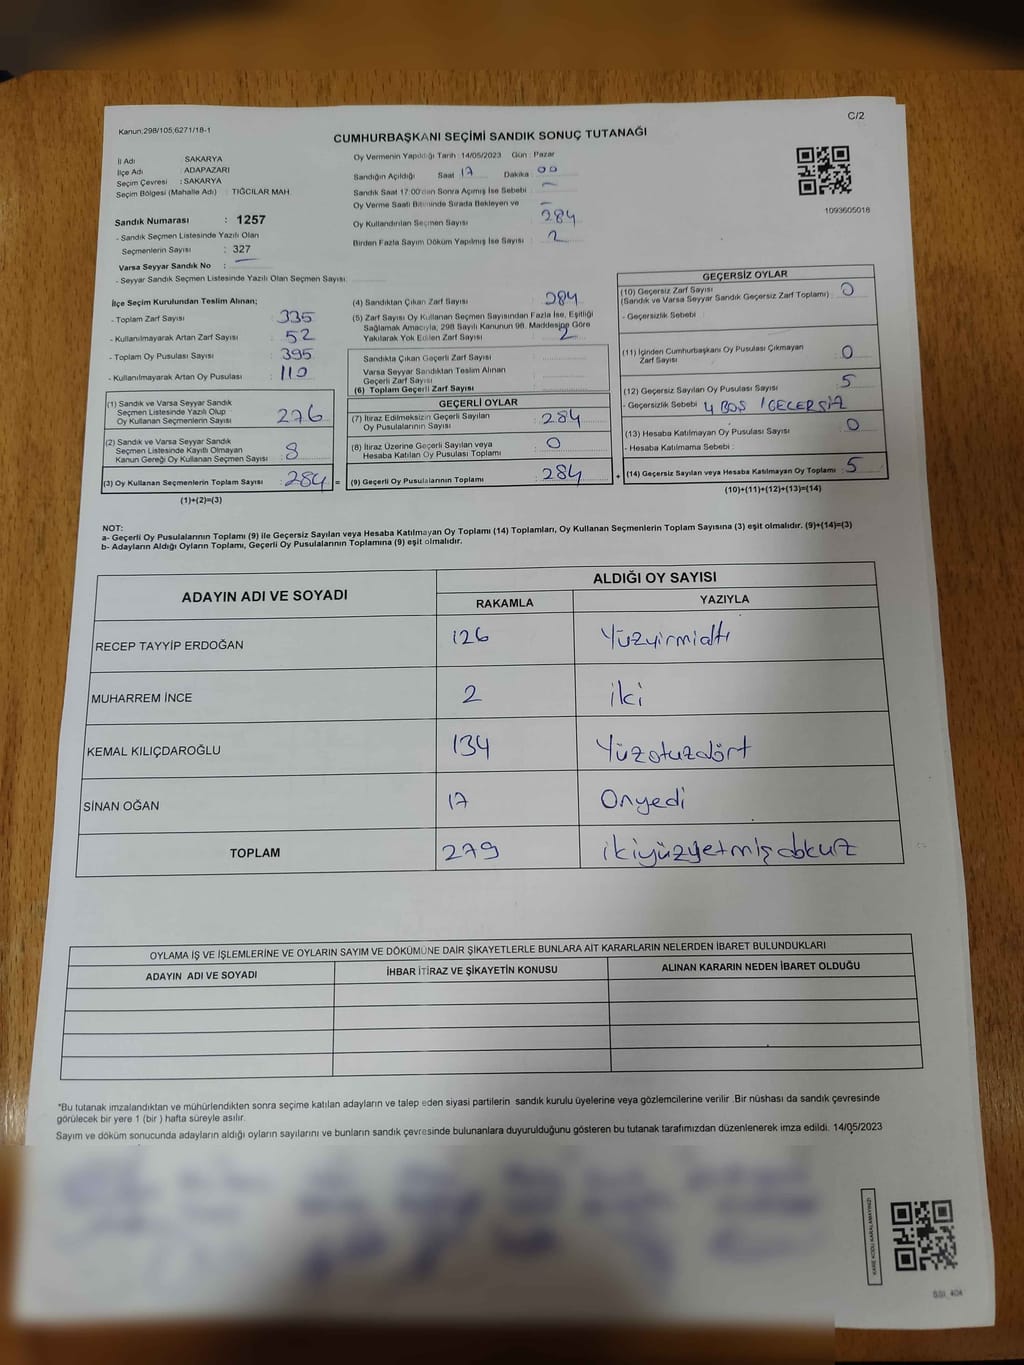 C/2
Kanun,298/105,6271/18-1
CUMHURBAŞKANI SEÇİMİ SANDIK SONUÇ TUTANAĞI
İl Adı : SAKARYA
İlçe Adı : ADAPAZARI
Seçim Çevresi : SAKARYA
Seçim Bölgesi (Mahalle Adı) : TIĞCILAR MAH.
Sandık Numarası : 1257
- Sandık Seçmen Listesinde Yazılı Olan
Seçmenlerin Sayısı : 327
Varsa Seyyar Sandık No : —
- Seyyar Sandık Seçmen Listesinde Yazılı Olan Seçmen Sayısı:
Oy Vermenin Yapıldığı Tarih : 14/05/2023 Gün : Pazar
Sandığın Açıldığı Saat 17 Dakika : 00
Sandık Saat 17:00'den Sonra Açımış İse Sebebi : —
Oy Verme Saati Bitiminde Sırada Bekleyen ve : —
Oy Kullandırılan Seçmen Sayısı 284
Birden Fazla Sayım Döküm Yapılmış İse Sayısı : 2
1093605018
İlçe Seçim Kurulundan Teslim Alınan;
- Toplam Zarf Sayısı : 335
- Kullanılmayarak Artan Zarf Sayısı : 52
- Toplam Oy Pusulası Sayısı : 395
- Kullanılmayarak Artan Oy Pusulası : 110
(1) Sandık ve Varsa Seyyar Sandık
Seçmen Listesinde Yazılı Olup
Oy Kullanan Seçmenlerin Sayısı : 276
(2) Sandık ve Varsa Seyyar Sandık
Seçmen Listesinde Kayıtlı Olmayan
Kanun Gereği Oy Kullanan Seçmen Sayısı : 8
(3) Oy Kullanan Seçmenlerin Toplam Sayısı : 284 =
(1)+(2)=(3)
(4) Sandıktan Çıkan Zarf Sayısı : 284
(5) Zarf Sayısı Oy Kullanan Seçmen Sayısından Fazla İse, Eşitliği
Sağlamak Amacıyla, 298 Sayılı Kanunun 98. Maddesine Göre
Yakılarak Yok Edilen Zarf Sayısı : 2
Sandıkta Çıkan Geçerli Zarf Sayısı :
Varsa Seyyar Sandıktan Teslim Alınan
Geçerli Zarf Sayısı :
(6) Toplam Geçerli Zarf Sayısı :
GEÇERLİ OYLAR
(7) İtiraz Edilmeksizin Geçerli Sayılan
Oy Pusulalarının Sayısı : 284
(8) İtiraz Üzerine Geçerli Sayılan veya
Hesaba Katılan Oy Pusulası Toplamı : 0
(9) Geçerli Oy Pusulalarının Toplamı : 284 +
GEÇERSİZ OYLAR
(10) Geçersiz Zarf Sayısı
(Sandık ve Varsa Seyyar Sandık Geçersiz Zarf Toplamı) : 0
- Geçersizlik Sebebi :
(11) İçinden Cumhurbaşkanı Oy Pusulası Çıkmayan
Zarf Sayısı : 0
(12) Geçersiz Sayılan Oy Pusulası Sayısı : 5
- Geçersizlik Sebebi : 4 BOŞ 1 GEÇERSİZ
(13) Hesaba Katılmayan Oy Pusulası Sayısı : 0
- Hesaba Katılmama Sebebi :
(14) Geçersiz Sayılan veya Hesaba Katılmayan Oy Toplamı : 5
(10)+(11)+(12)+(13)=(14)
NOT:
a- Geçerli Oy Pusulalarının Toplamı (9) ile Geçersiz Sayılan veya Hesaba Katılmayan Oy Toplamı (14) Toplamları, Oy Kullanan Seçmenlerin Toplam Sayısına (3) eşit olmalıdır. (9)+(14)=(3)
b- Adayların Aldığı Oyların Toplamı, Geçerli Oy Pusulalarının Toplamına (9) eşit olmalıdır.
ADAYIN ADI VE SOYADI ALDIĞI OY SAYISI
RAKAMLA YAZIYLA
RECEP TAYYİP ERDOĞAN 126 Yüzyirmialtı
MUHARREM İNCE 2 iki
KEMAL KILIÇDAROĞLU 134 Yüzotuzdört
SİNAN OĞAN 17 Onyedi
TOPLAM 279 ikiyüzyetmişdokuz
OYLAMA İŞ VE İŞLEMLERİNE VE OYLARIN SAYIM VE DÖKÜMÜNE DAİR ŞİKAYETLERLE BUNLARA AİT KARARLARIN NELERDEN İBARET BULUNDUKLARI
ADAYIN ADI VE SOYADI İHBAR İTİRAZ VE ŞİKAYETİN KONUSU ALINAN KARARIN NEDEN İBARET OLDUĞU
*Bu tutanak imzalandıktan ve mühürlendikten sonra seçime katılan adayların ve talep eden siyasi partilerin sandık kurulu üyelerine veya gözlemcilerine verilir .Bir nüshası da sandık çevresinde
görülecek bir yere 1 (bir ) hafta süreyle asılır.
Sayım ve döküm sonucunda adayların aldığı oyların sayılarını ve bunların sandık çevresinde bulunanlara duyurulduğunu gösteren bu tutanak tarafımızdan düzenlenerek imza edildi. 14/05/2023
KARE KODU KARALAMAYINIZ!
SSI_404